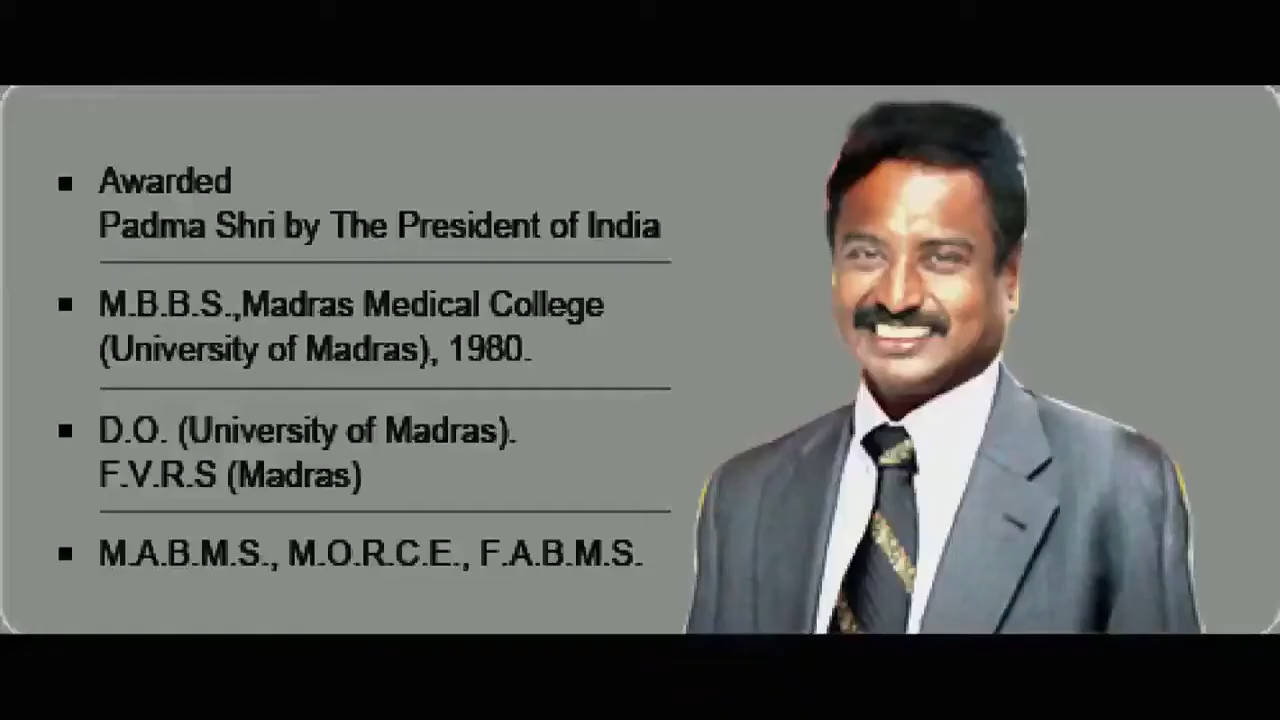 Awarded
Padma Shri by The President of India
M.B.B.S.,Madras Medical College
(University of Madras), 1980.
D.O. (University of Madras).
F.V.R.S (Madras)
M.A.B.M.S., M.O.R.C.E., F.A.B.M.S.